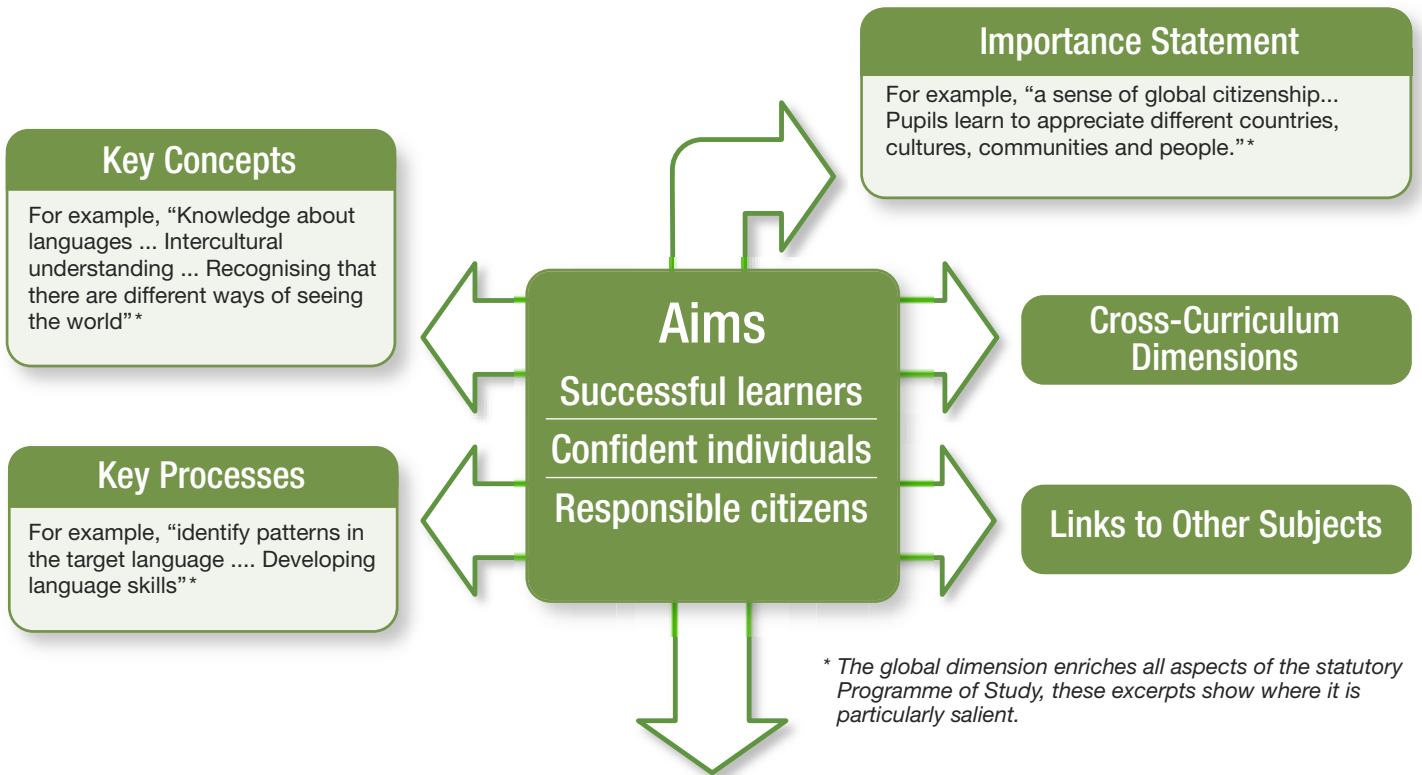 Importance Statement
For example, “a sense of global citizenship...
Pupils learn to appreciate different countries,
cultures, communities and people.”*
Key Concepts
For example, “Knowledge about
languages ... Intercultural
understanding ... Recognising that
there are different ways of seeing
the world”*
Key Processes
For example, “identify patterns in
the target language .... Developing
language skills”*
Aims
Successful learners
Confident individuals
Responsible citizens
Cross-Curriculum
Dimensions
Links to Other Subjects
* The global dimension enriches all aspects of the statutory
Programme of Study, these excerpts show where it is
particularly salient.